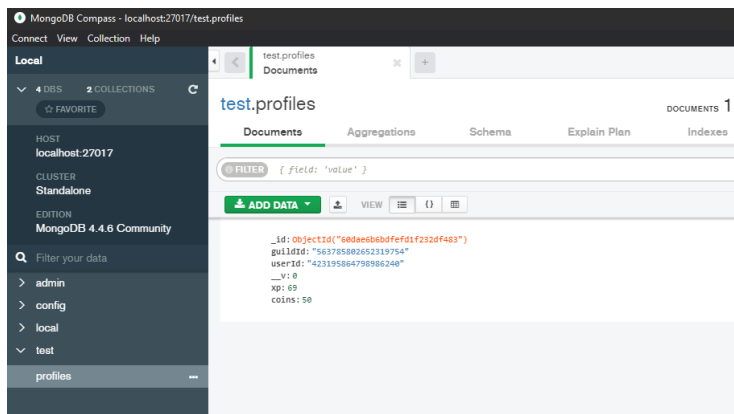 MongoDB Compass - localhost:27017/test.profiles
Connect View Collection Help
Local
4 DBS 2 COLLECTIONS
FAVORITE
HOST
localhost:27017
CLUSTER
Standalone
EDITION
MongoDB 4.4.6 Community
Filter your data
admin
config
local
test
profiles
test.profiles
Documents
test.profiles
DOCUMENTS 1
Documents Aggregations Schema Explain Plan Indexes
FILTER { field: 'value' }
ADD DATA VIEW {}
_id: ObjectId("60dae6b6bdfefd1f232df483")
guildId: "563785802652319754"
userId: "423195864798986240"
__v: 0
xp: 69
coins: 50